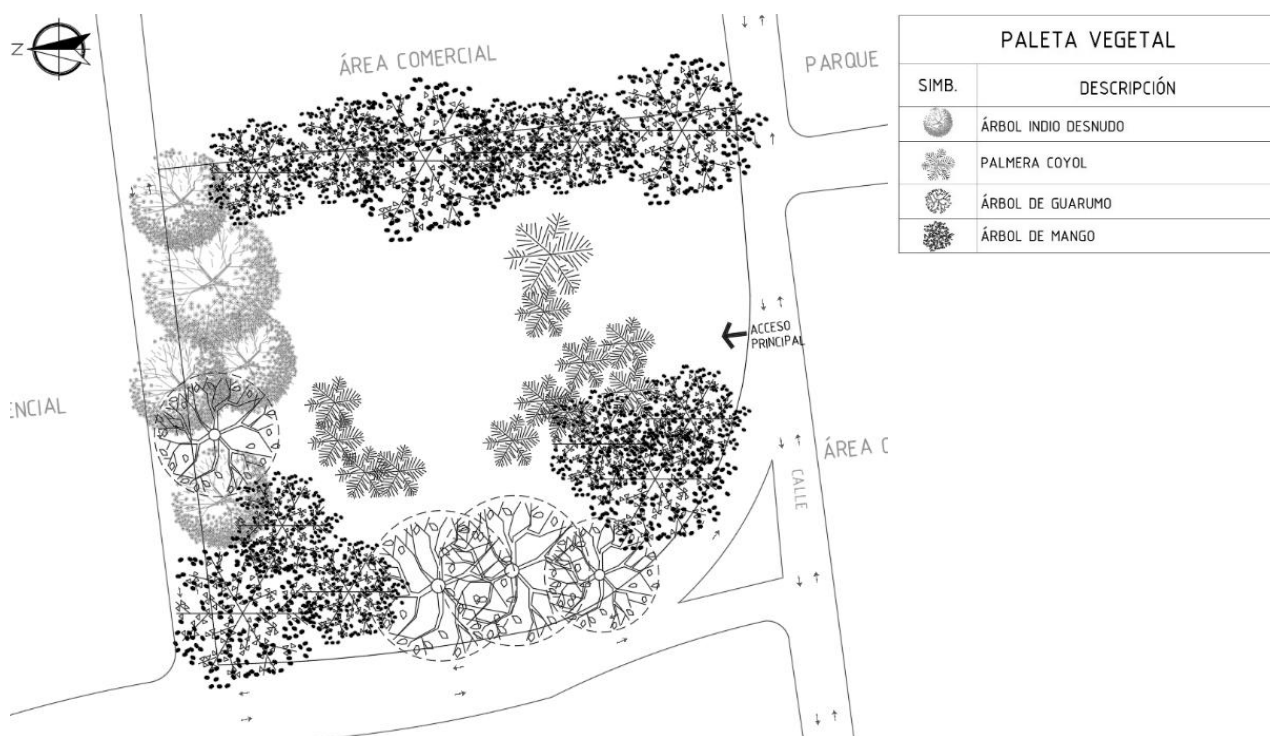 N
ÁREA COMERCIAL
PARQUE
ENCIAL
ACCESO
PRINCIPAL
ÁREA C
CALLE
PALETA VEGETAL
SIMB. DESCRIPCIÓN
ÁRBOL INDIO DESNUDO
PALMERA COYOL
ÁRBOL DE GUARUMO
ÁRBOL DE MANGO